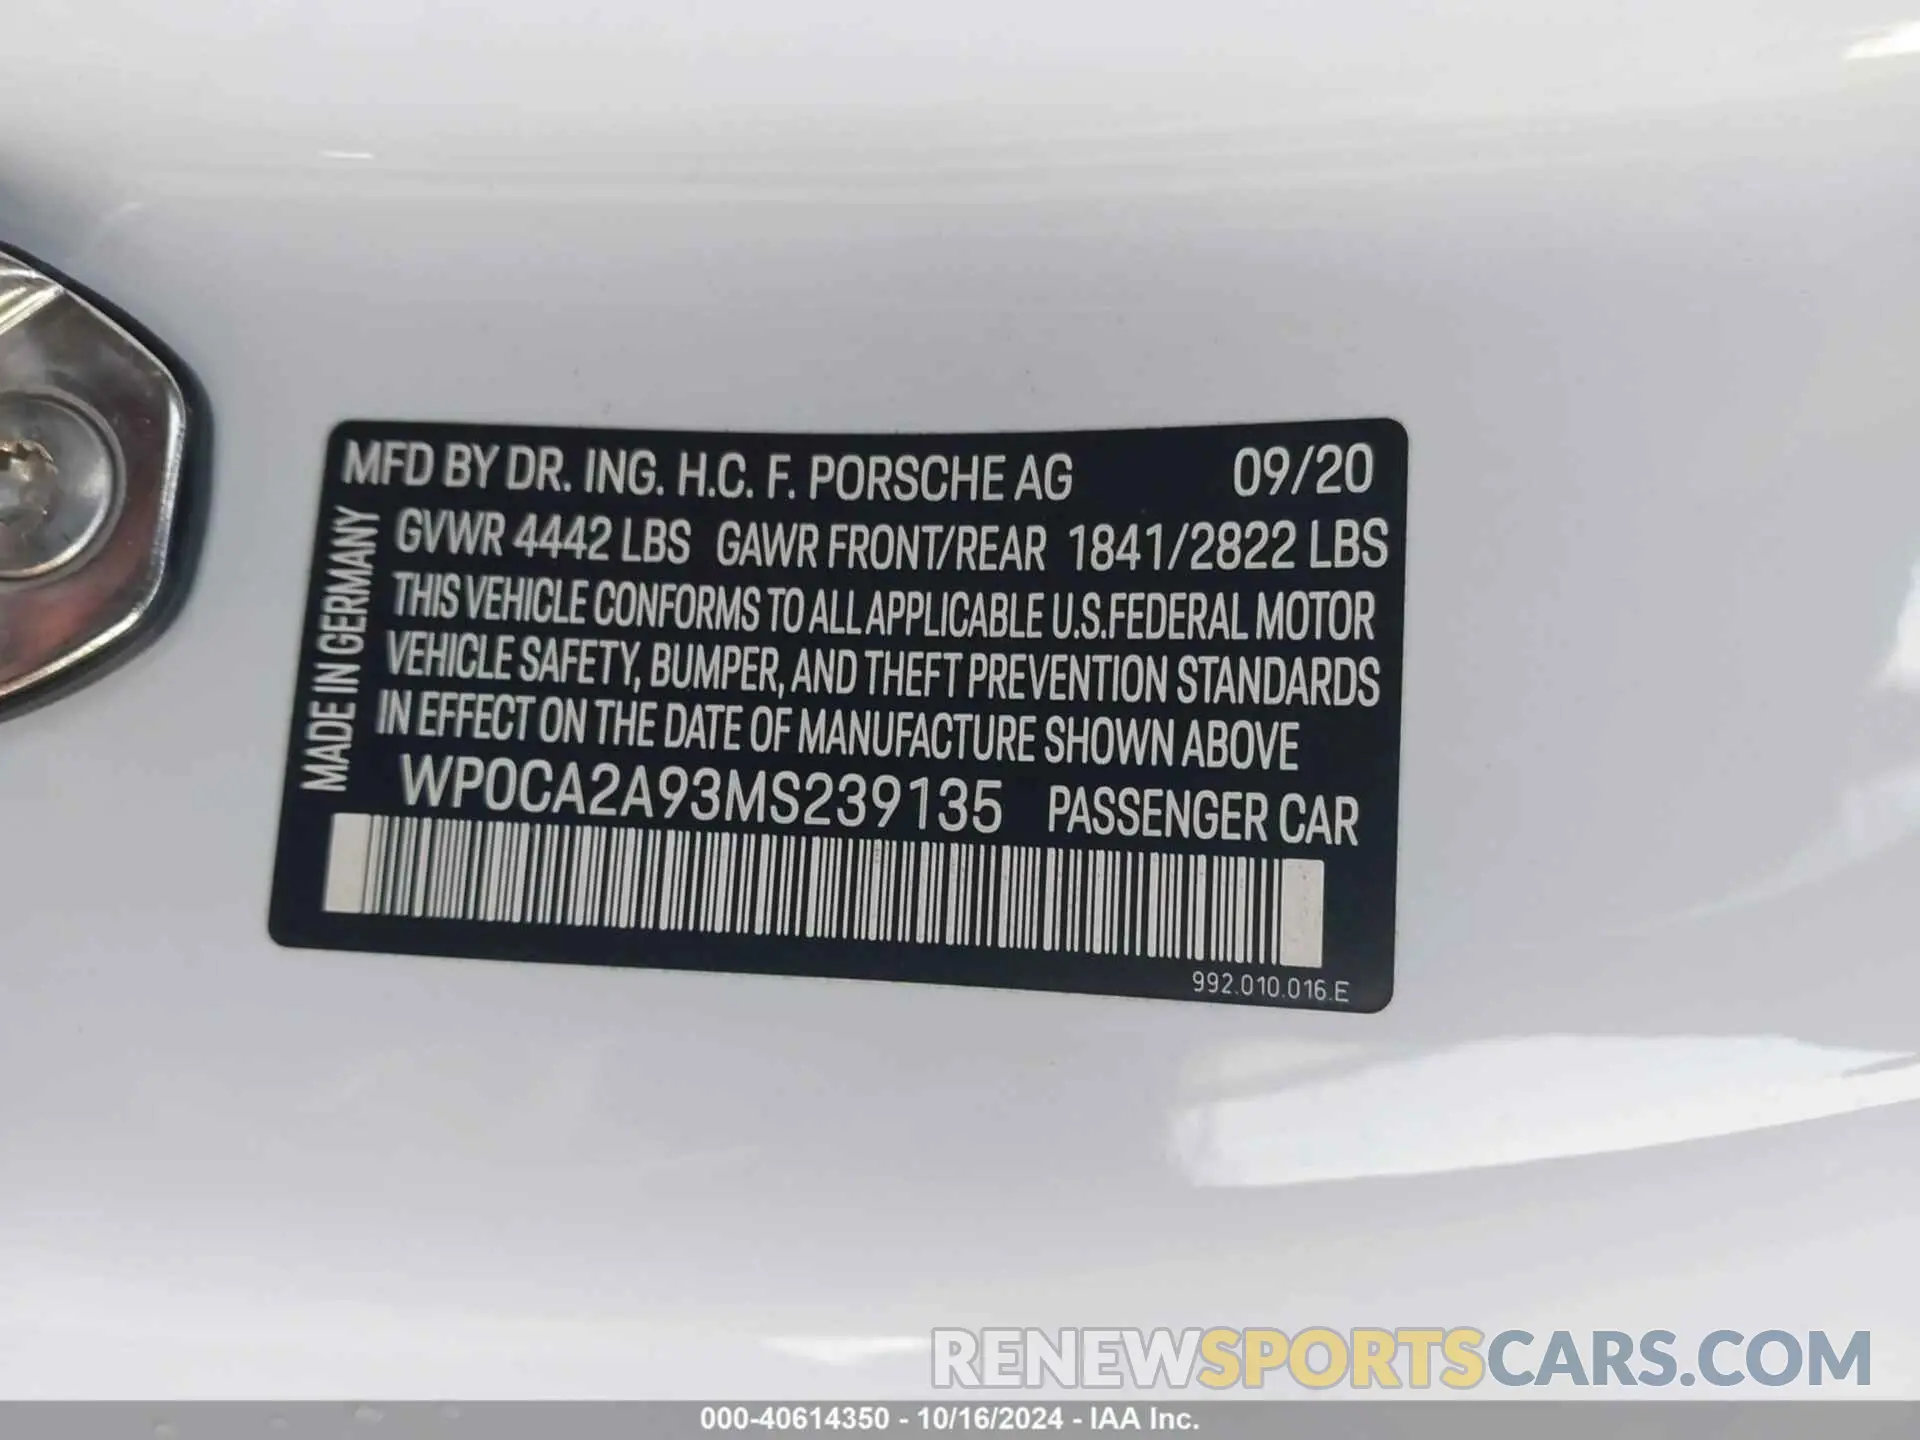 MFD BY DR. ING. H.C. F. PORSCHE AG 09/20
GVWR 4442 LBS GAWR FRONT/REAR 1841/2822 LBS
THIS VEHICLE CONFORMS TO ALL APPLICABLE U.S.FEDERAL MOTOR
VEHICLE SAFETY, BUMPER, AND THEFT PREVENTION STANDARDS
IN EFFECT ON THE DATE OF MANUFACTURE SHOWN ABOVE
WP0CA2A93MS239135 PASSENGER CAR
MADE IN GERMANY
992.010.016.E
RENEWSPORTSCARS.COM
000-40614350 - 10/16/2024 - IAA Inc.